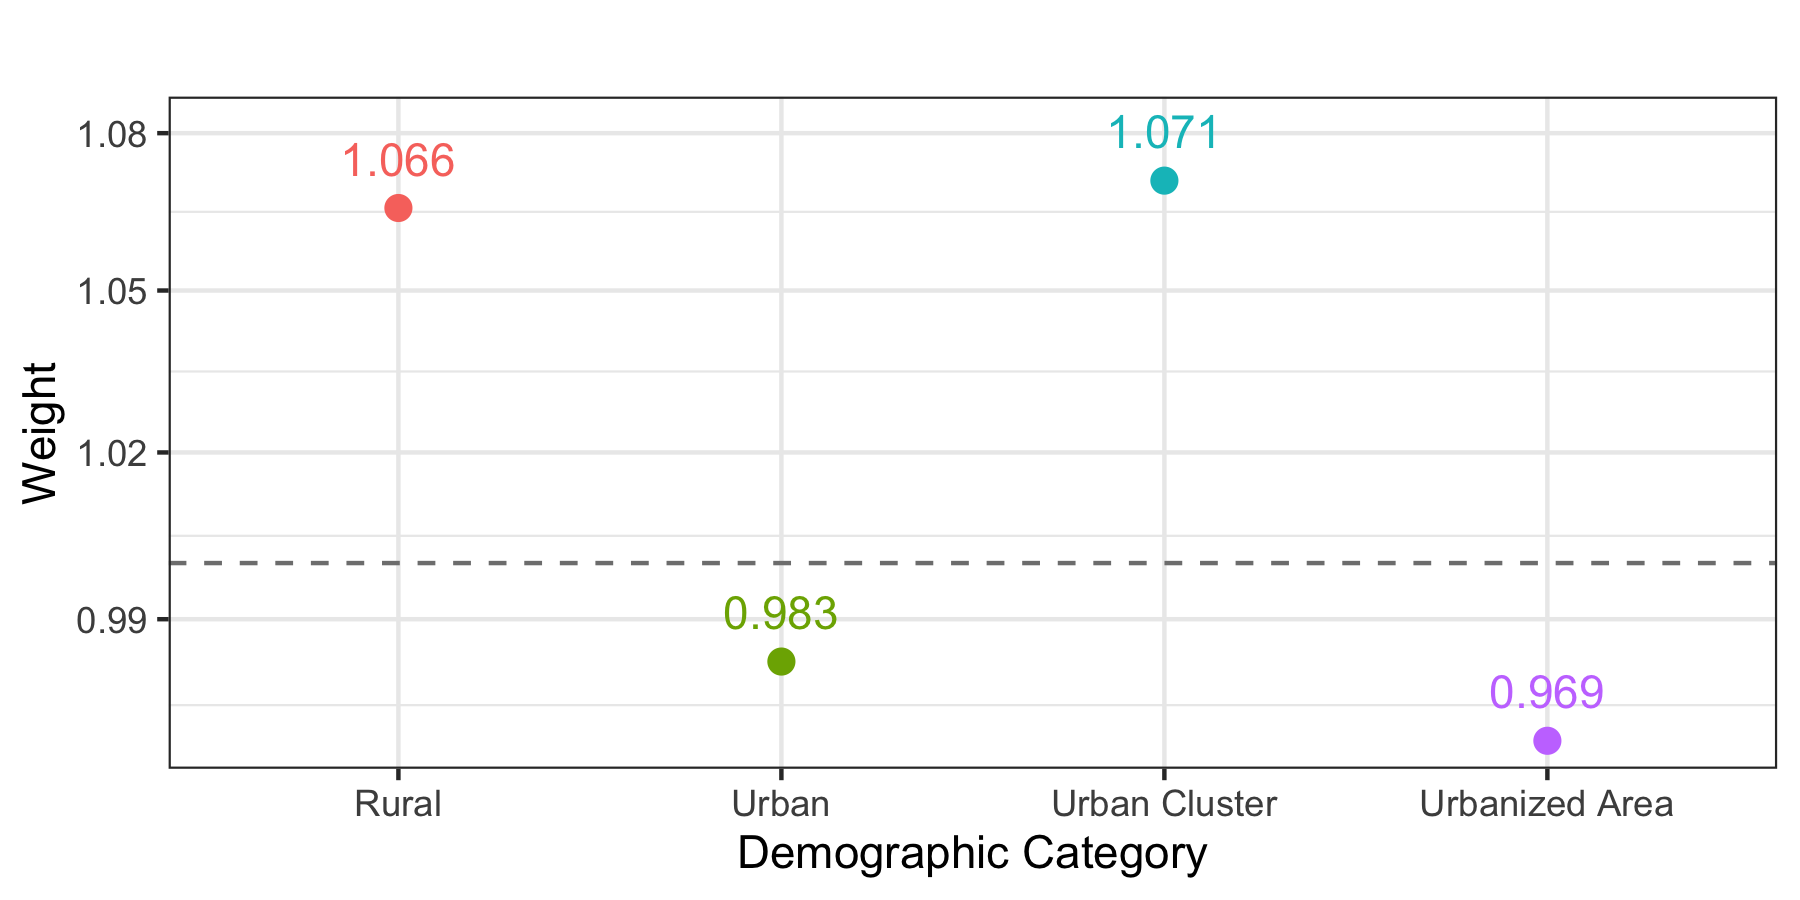 1.08
1.05
1.02
0.99
Weight
1.066
0.983
1.071
0.969
Rural
Urban
Urban Cluster
Urbanized Area
Demographic Category